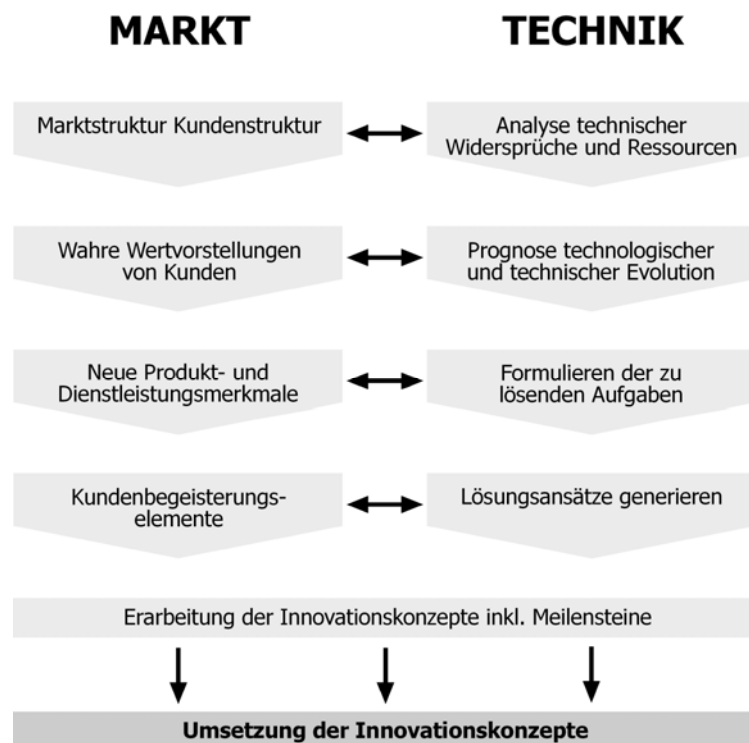 MARKT
TECHNIK
Marktstruktur Kundenstruktur
Analyse technischer
Widersprüche und Ressourcen
Wahre Wertvorstellungen
von Kunden
Prognose technologischer
und technischer Evolution
Neue Produkt- und
Dienstleistungsmerkmale
Formulieren der zu
lösenden Aufgaben
Kundenbegeisterungs-
elemente
Lösungsansätze generieren
Erarbeitung der Innovationskonzepte inkl. Meilensteine
Umsetzung der Innovationskonzepte